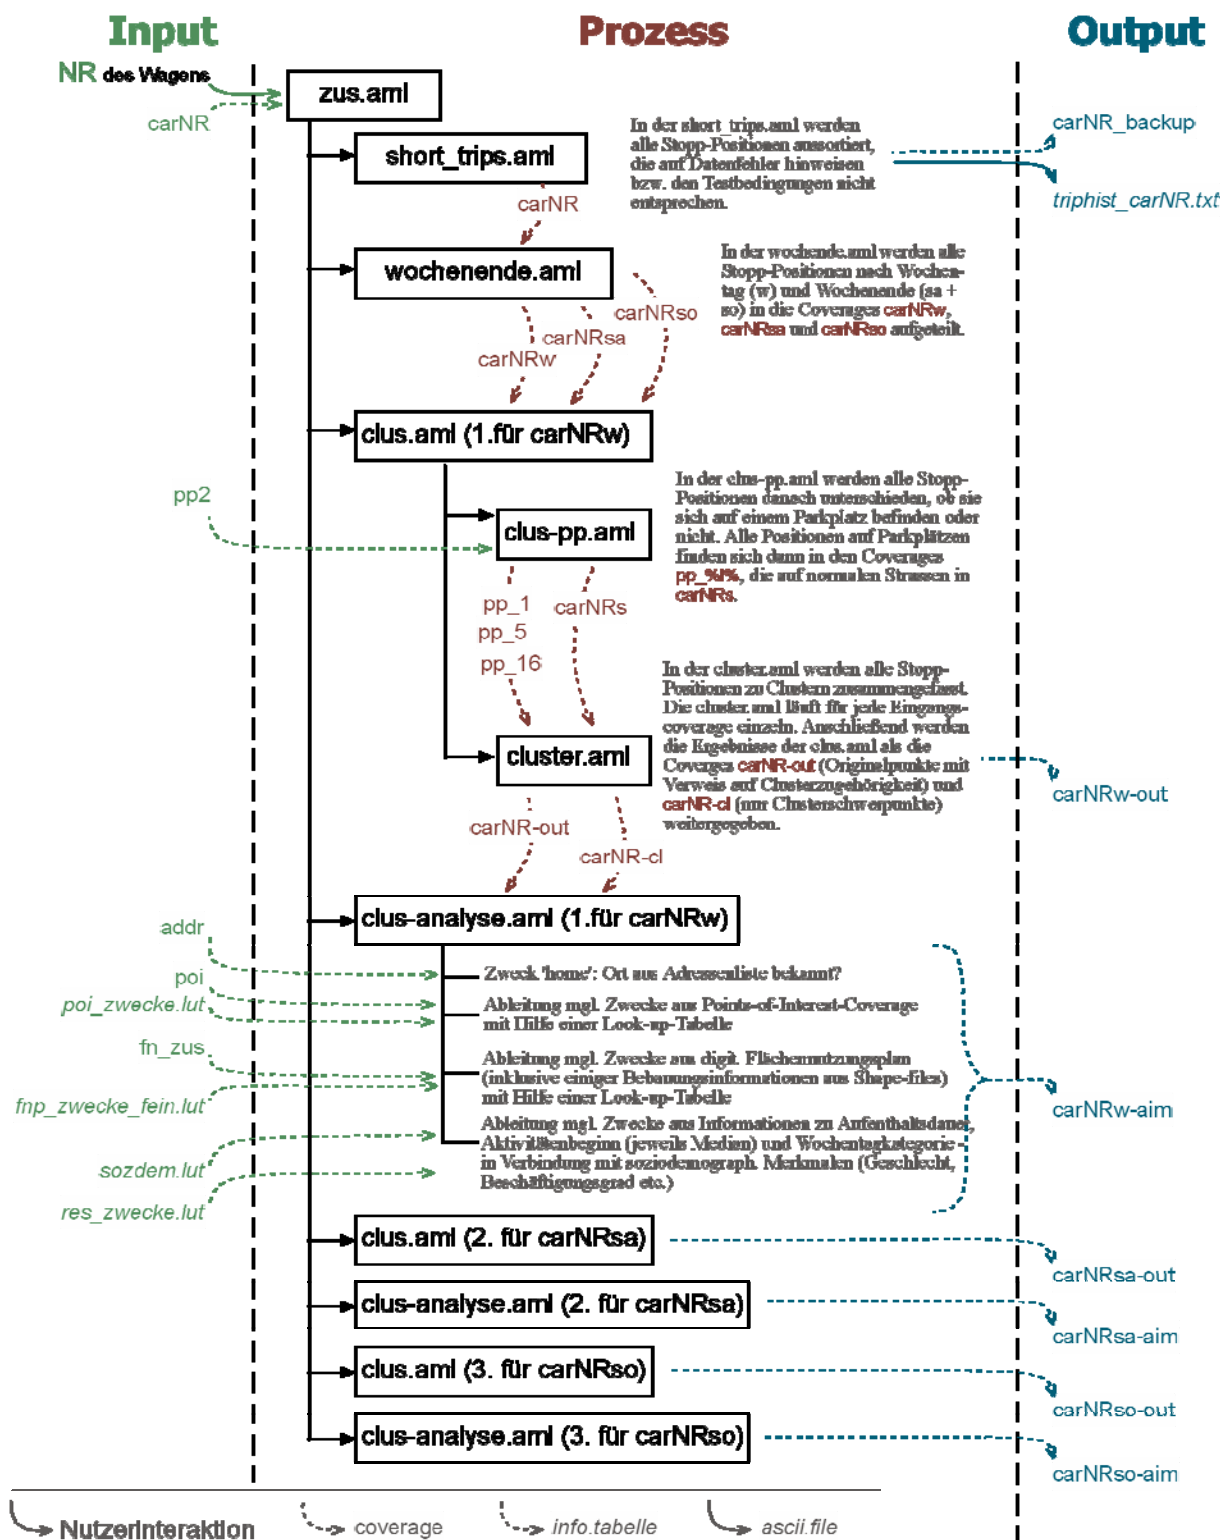 Input
Prozess
Output
NR des Wagens
carNR
zus.aml
short_trips.aml
In der short_trips.aml werden
alle Stopp-Positionen aussortiert,
die auf Datenfehler hinweisen
bzw. den Testbedingungen nicht
entsprechen.
carNR_backup
triphist_carNR.txt
carNR
wochenende.aml
In der wochende.aml werden alle
Stopp-Positionen nach Wochen-
tag (w) und Wochenende (sa +
so) in die Coverages carNRw,
carNRsa und carNRso aufgeteilt.
carNRso
carNRsa
carNRw
clus.aml (1.für carNRw)
pp2
clus-pp.aml
In der clus-pp.aml werden alle Stopp-
Positionen danach unterschieden, ob sie
sich auf einem Parkplatz befinden oder
nicht. Alle Positionen auf Parkplätzen
finden sich dann in den Coverages
pp_%i%, die auf normalen Strassen in
carNRs.
pp_1
carNRs
pp_5
pp_16
cluster.aml
In der cluster.aml werden alle Stopp-
Positionen zu Clustern zusammengefasst.
Die cluster.aml läuft für jede Eingangs-
coverage einzeln. Anschließend werden
die Ergebnisse der clus.aml als die
Coverges carNR-out (Originalpunkte mit
Verweis auf Clusterzugehörigkeit) und
carNR-cl (nur Clusterschwerpunkte)
weitergegeben.
carNRw-out
carNR-out
carNR-cl
clus-analyse.aml (1.für carNRw)
addr
Zweck 'home': Ort aus Adressenliste bekannt?
poi
poi_zwecke.lut
Ableitung mgl. Zwecke aus Points-of-Interest-Coverage
mit Hilfe einer Look-up-Tabelle
fn_zus
fnp_zwecke_fein.lut
Ableitung mgl. Zwecke aus digit. Flächennutzungsplan
(inklusive einiger Bebauungsinformationen aus Shape-files)
mit Hilfe einer Look-up-Tabelle
carNRw-aim
sozdem.lut
res_zwecke.lut
Ableitung mgl. Zwecke aus Informationen zu Aufenthaltsdauer,
Aktivitätenbeginn (jeweils Medien) und Wochentagkategorie -
in Verbindung mit soziodemograph. Merkmalen (Geschlecht,
Beschäftigungsgrad etc.)
clus.aml (2. für carNRsa)
carNRsa-out
clus-analyse.aml (2. für carNRsa)
carNRsa-aim
clus.aml (3. für carNRso)
carNRso-out
clus-analyse.aml (3. für carNRso)
carNRso-aim
Nutzerinteraktion
coverage
info.tabelle
ascii.file